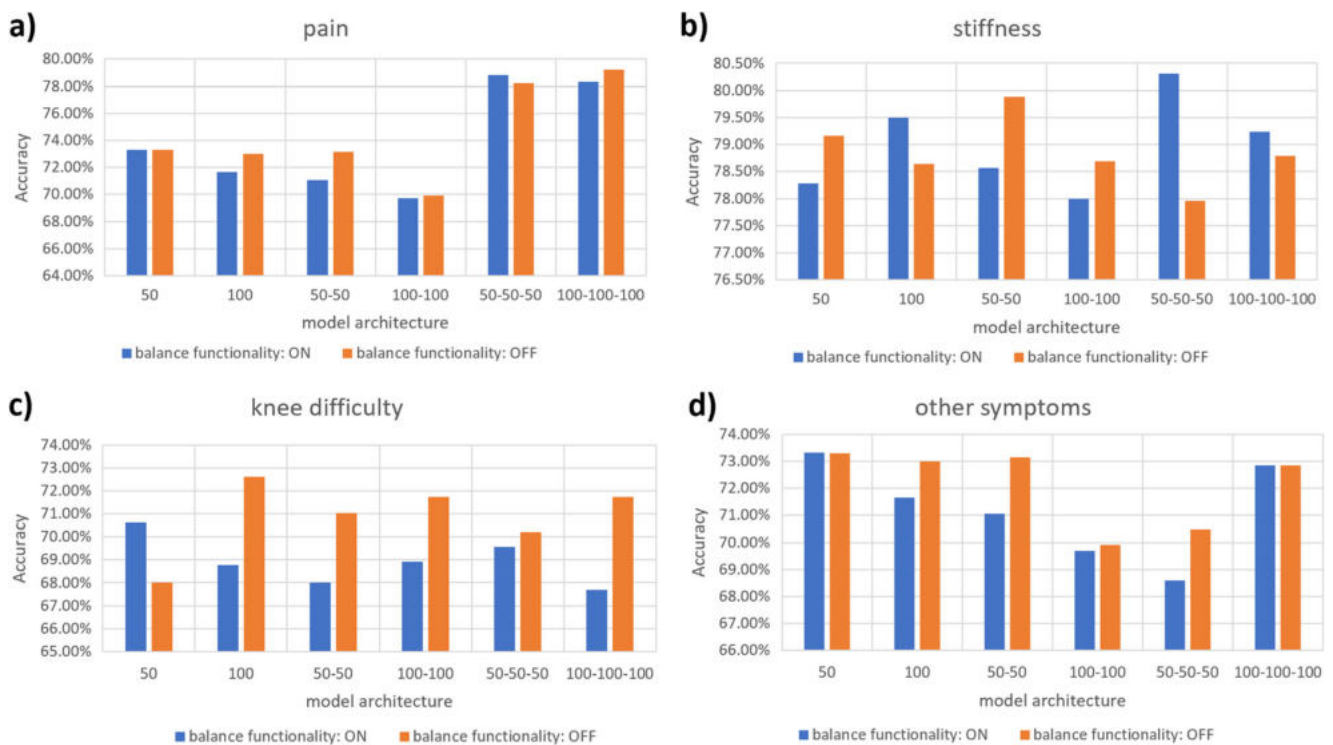 a)
pain
80.00%
78.00%
76.00%
74.00%
72.00%
70.00%
68.00%
66.00%
64.00%
Accuracy
50 100 50-50 100-100 50-50-50 100-100-100
model architecture
balance functionality: ON balance functionality: OFF
b)
stiffness
80.50%
80.00%
79.50%
79.00%
78.50%
78.00%
77.50%
77.00%
76.50%
Accuracy
50 100 50-50 100-100 50-50-50 100-100-100
model architecture
balance functionality: ON balance functionality: OFF
c)
knee difficulty
74.00%
73.00%
72.00%
71.00%
70.00%
69.00%
68.00%
67.00%
66.00%
65.00%
Accuracy
50 100 50-50 100-100 50-50-50 100-100-100
model architecture
balance functionality: ON balance functionality: OFF
d)
other symptoms
74.00%
73.00%
72.00%
71.00%
70.00%
69.00%
68.00%
67.00%
66.00%
Accuracy
50 100 50-50 100-100 50-50-50 100-100-100
model architecture
balance functionality: ON balance functionality: OFF